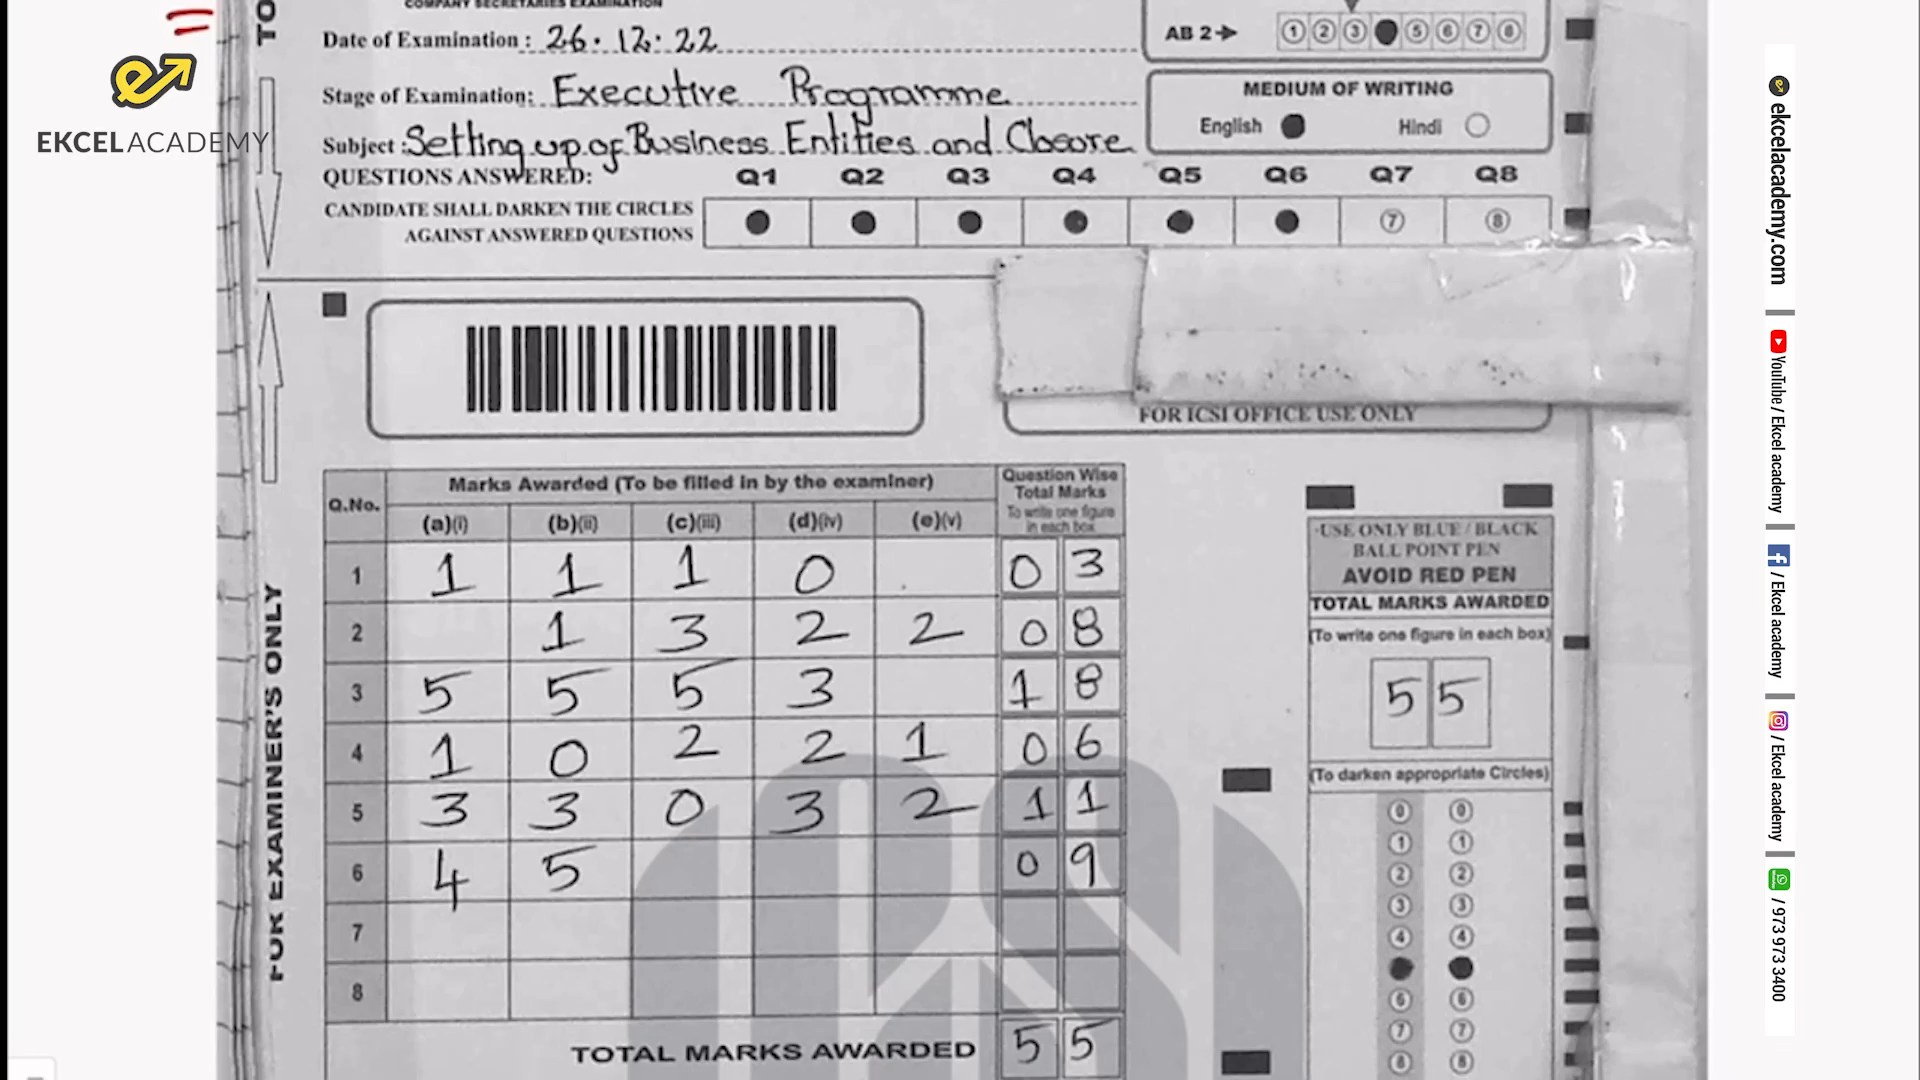 TO
COMPANY SECRETARIES EXAMINATION
Date of Examination : 26.12.22
Stage of Examination: Executive Programme
Subject : Setting up of Business Entities and Closure
QUESTIONS ANSWERED: Q1 Q2 Q3 Q4 Q5 Q6 Q7 Q8
CANDIDATE SHALL DARKEN THE CIRCLES
AGAINST ANSWERED QUESTIONS
7 8
AB 2→ 1 2 3 5 6 7 8
MEDIUM OF WRITING
English Hindi
EKCELACADEMY
FOR ICSI OFFICE USE ONLY
FOR EXAMINER'S ONLY
Q.No. Marks Awarded (To be filled in by the examiner) Question Wise
Total Marks
To write one figure
in each box
(a)(i) (b)(ii) (c)(iii) (d)(iv) (e)(v)
1 1 1 1 0 0 3
2 1 3 2 2 0 8
3 5 5 5 3 1 8
4 1 0 2 2 1 0 6
5 3 3 0 3 2 1 1
6 4 5 0 9
7
8
TOTAL MARKS AWARDED 5 5
USE ONLY BLUE / BLACK
BALL POINT PEN
AVOID RED PEN
TOTAL MARKS AWARDED
(To write one figure in each box)
5 5
(To darken appropriate Circles)
0 0
1 1
2 2
3 3
4 4
6 6
7 7
8 8
ekcelacademy.com
YouTube / Ekcel academy
/ Ekcel academy
/ Ekcel academy
/ 973 973 3400